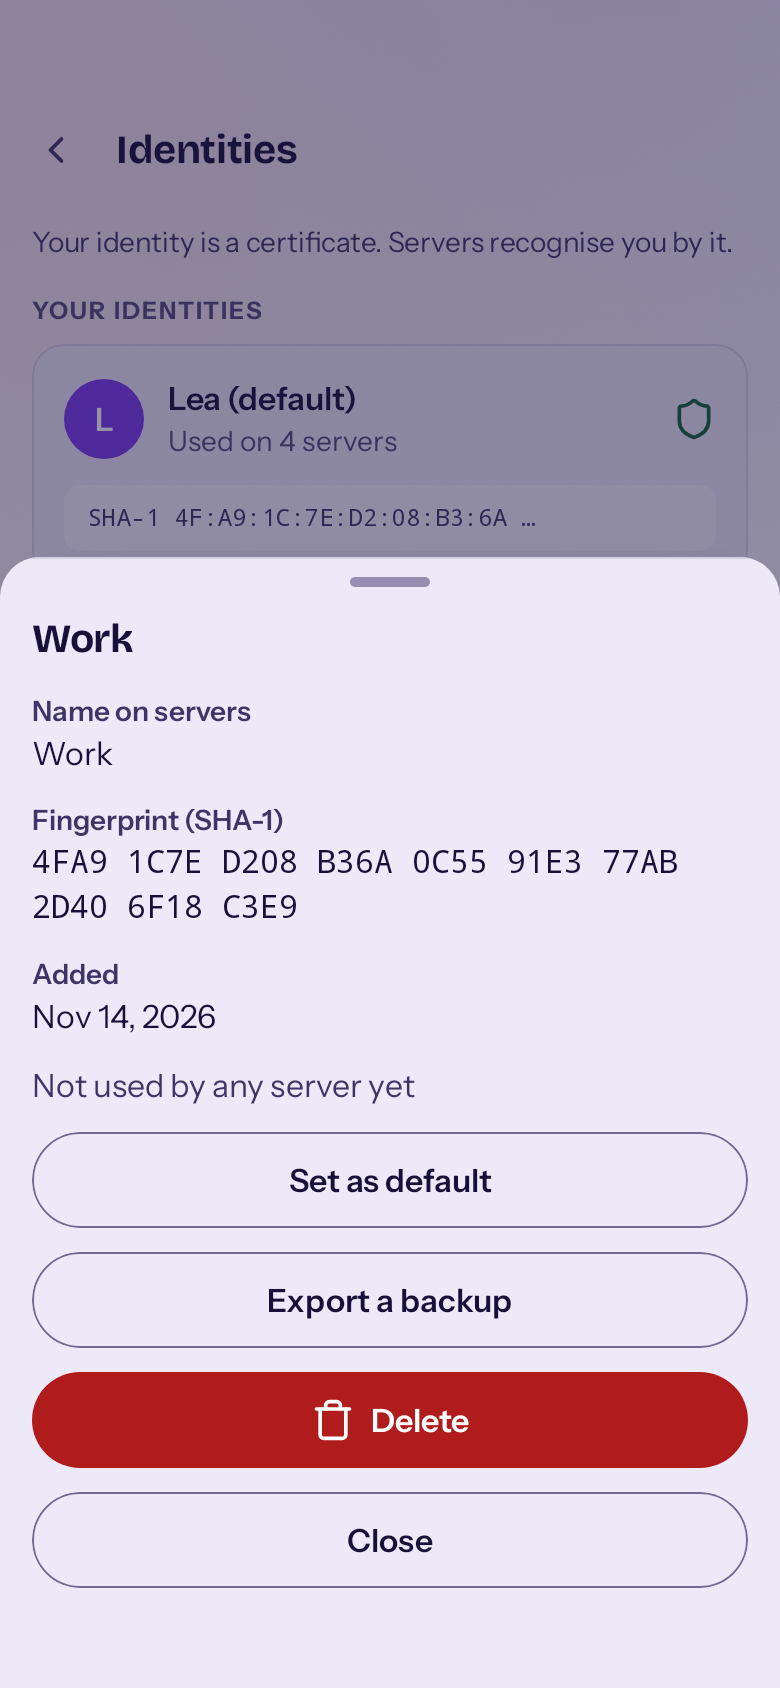 Identities
Your identity is a certificate. Servers recognise you by it.
YOUR IDENTITIES
L
Lea (default)
Used on 4 servers
SHA-1 4F:A9:1C:7E:D2:08:B3:6A …
Work
Name on servers
Work
Fingerprint (SHA-1)
4FA9 1C7E D208 B36A 0C55 91E3 77AB
2D40 6F18 C3E9
Added
Nov 14, 2026
Not used by any server yet
Set as default
Export a backup
Delete
Close